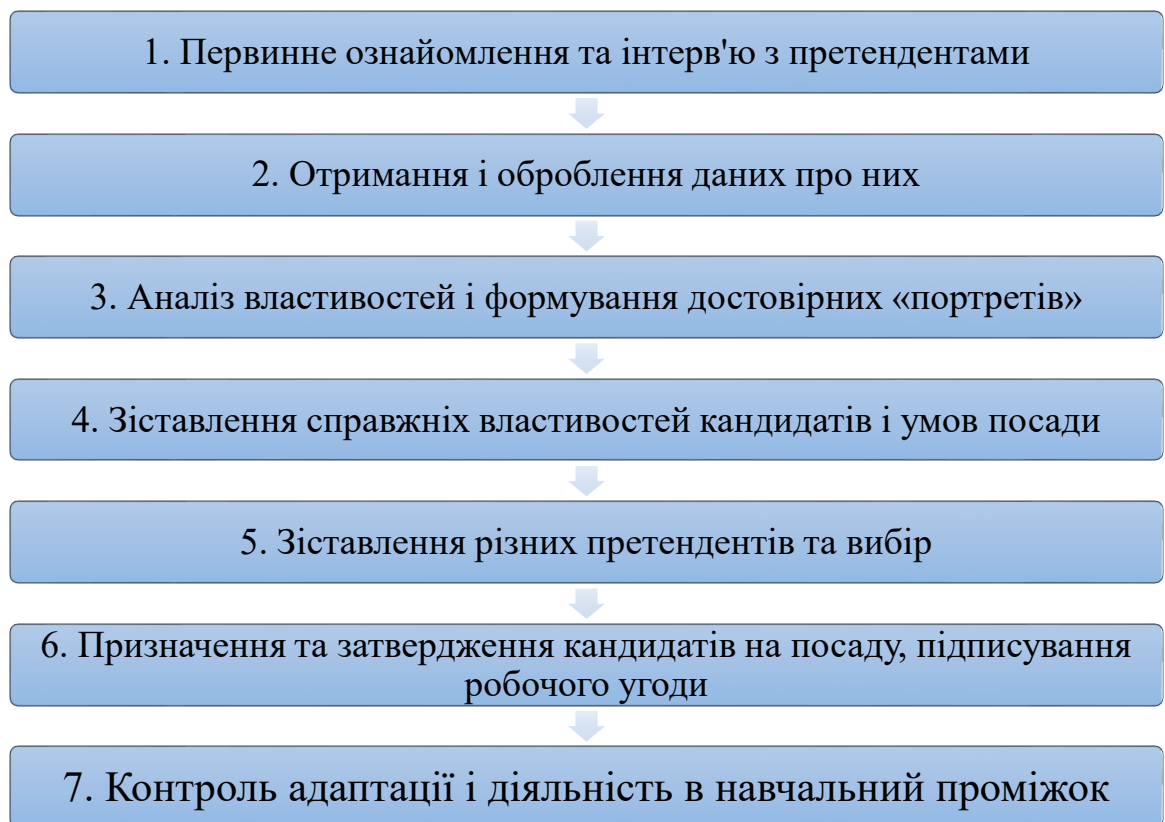 1. Первинне ознайомлення та інтерв'ю з претендентами
2. Отримання і оброблення даних про них
3. Аналіз властивостей і формування достовірних «портретів»
4. Зіставлення справжніх властивостей кандидатів і умов посади
5. Зіставлення різних претендентів та вибір
6. Призначення та затвердження кандидатів на посаду, підписування
робочого угоди
7. Контроль адаптації і діяльність в навчальний проміжок